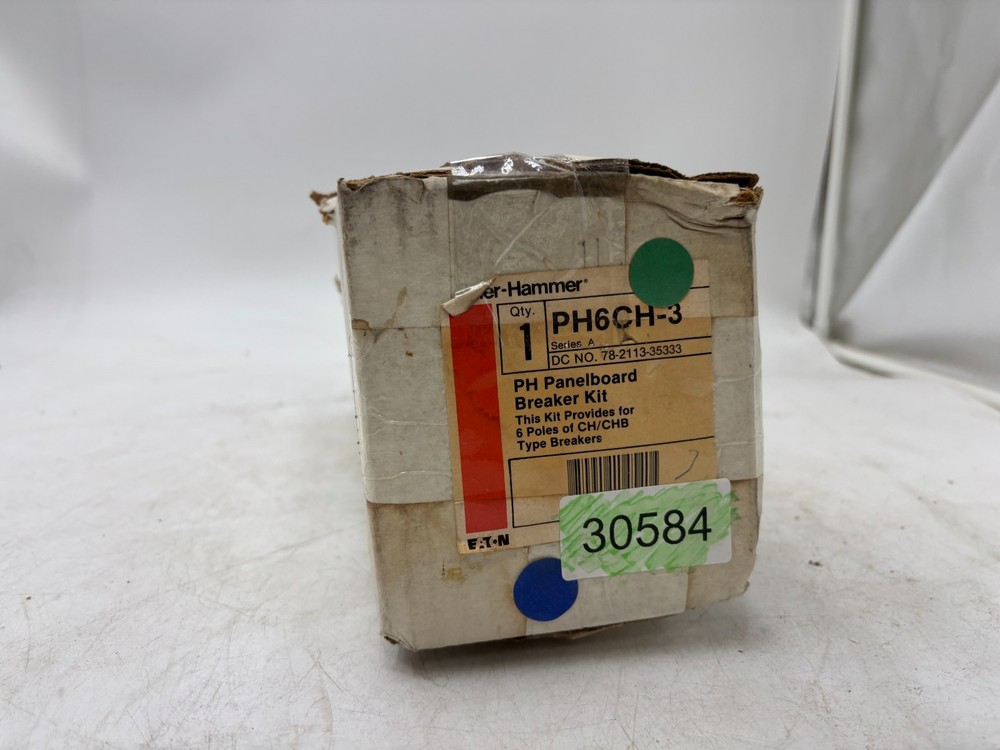 er-Hammer®
Qty.
1
PH6CH-3
Series A
DC NO. 78-2113-35333
PH Panelboard
Breaker Kit
This Kit Provides for
6 Poles of CH/CHB
Type Breakers
30584
EATON